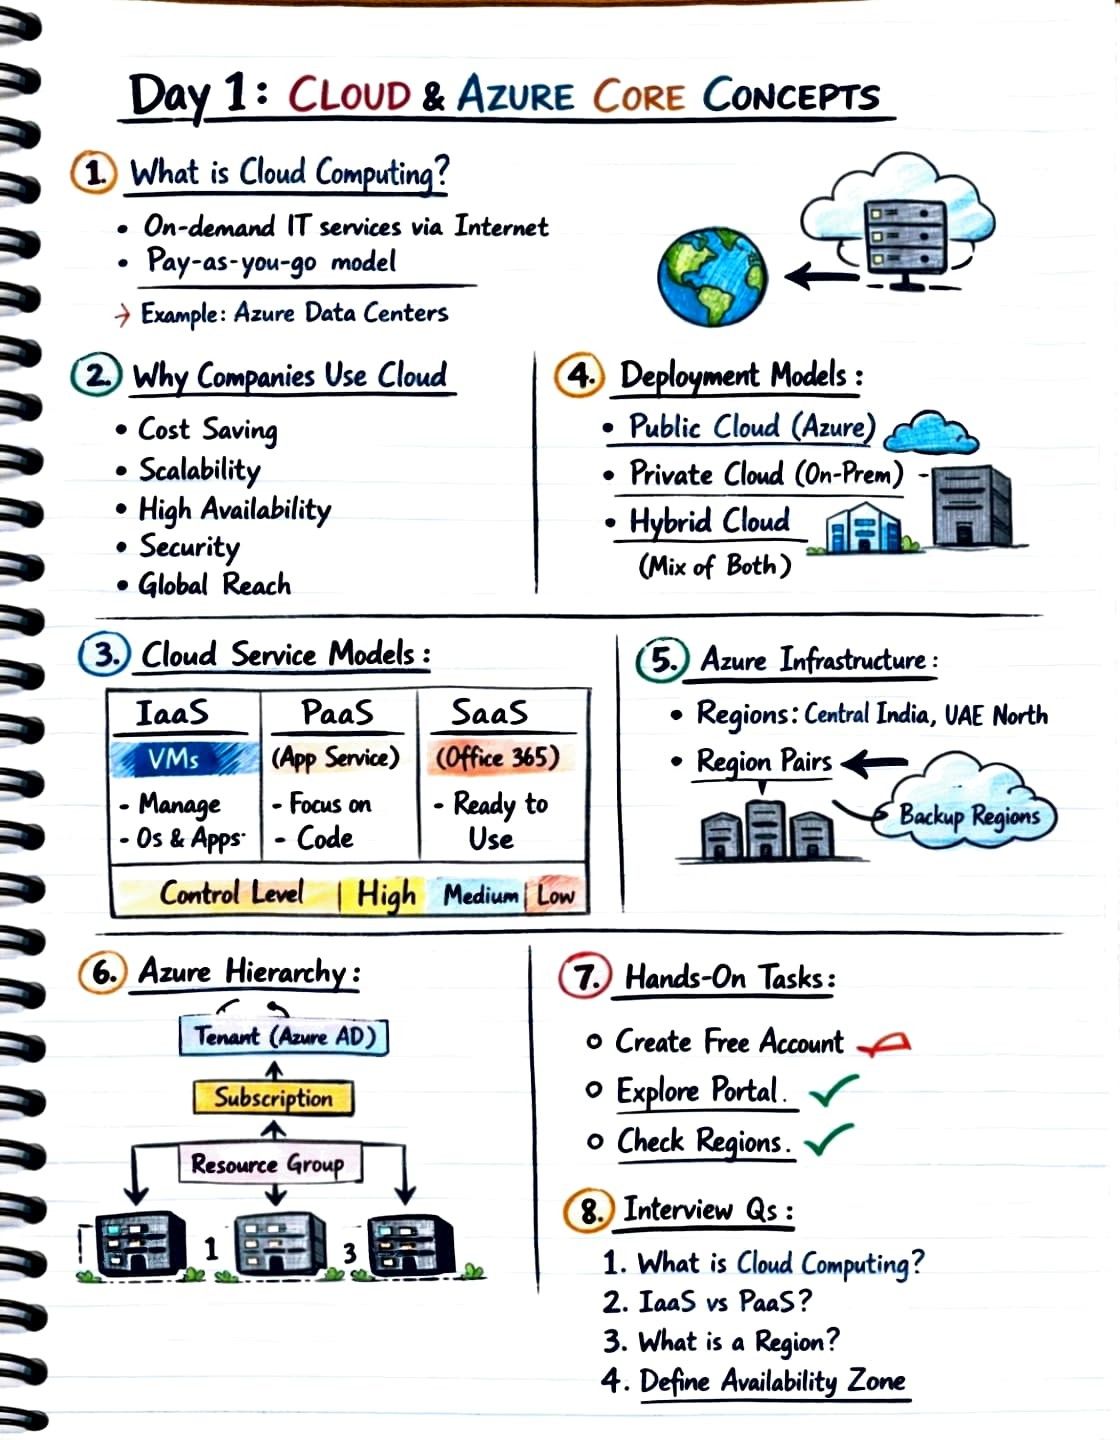 Day 1: CLOUD & AZURE CORE CONCEPTS
1. What is Cloud Computing?
• On-demand IT services via Internet
• Pay-as-you-go model
→ Example: Azure Data Centers
2. Why Companies Use Cloud
• Cost Saving
• Scalability
• High Availability
• Security
• Global Reach
4. Deployment Models:
• Public Cloud (Azure)
• Private Cloud (On-Prem) -
• Hybrid Cloud
(Mix of Both)
3. Cloud Service Models:
IaaS PaaS SaaS
VMs (App Service) (Office 365)
- Manage - Focus on - Ready to
- Os & Apps - Code Use
Control Level | High Medium Low
5. Azure Infrastructure:
• Regions: Central India, UAE North
• Region Pairs
Backup Regions
6. Azure Hierarchy:
Tenant (Azure AD)
Subscription
Resource Group
1 3
7. Hands-On Tasks:
o Create Free Account
o Explore Portal. ✓
o Check Regions. ✓
8. Interview Qs:
1. What is Cloud Computing?
2. IaaS vs PaaS?
3. What is a Region?
4. Define Availability Zone